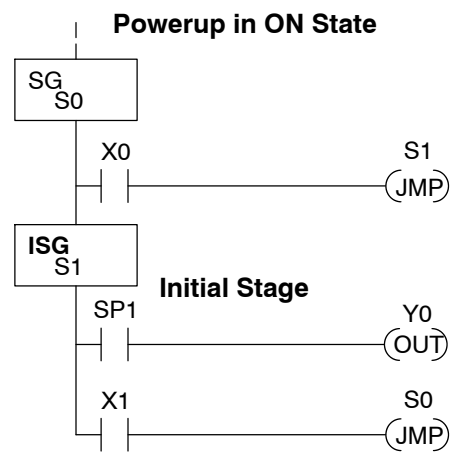 Powerup in ON State
SG
S0
X0
S1
JMP
ISG
S1
Initial Stage
SP1
Y0
OUT
X1
S0
JMP